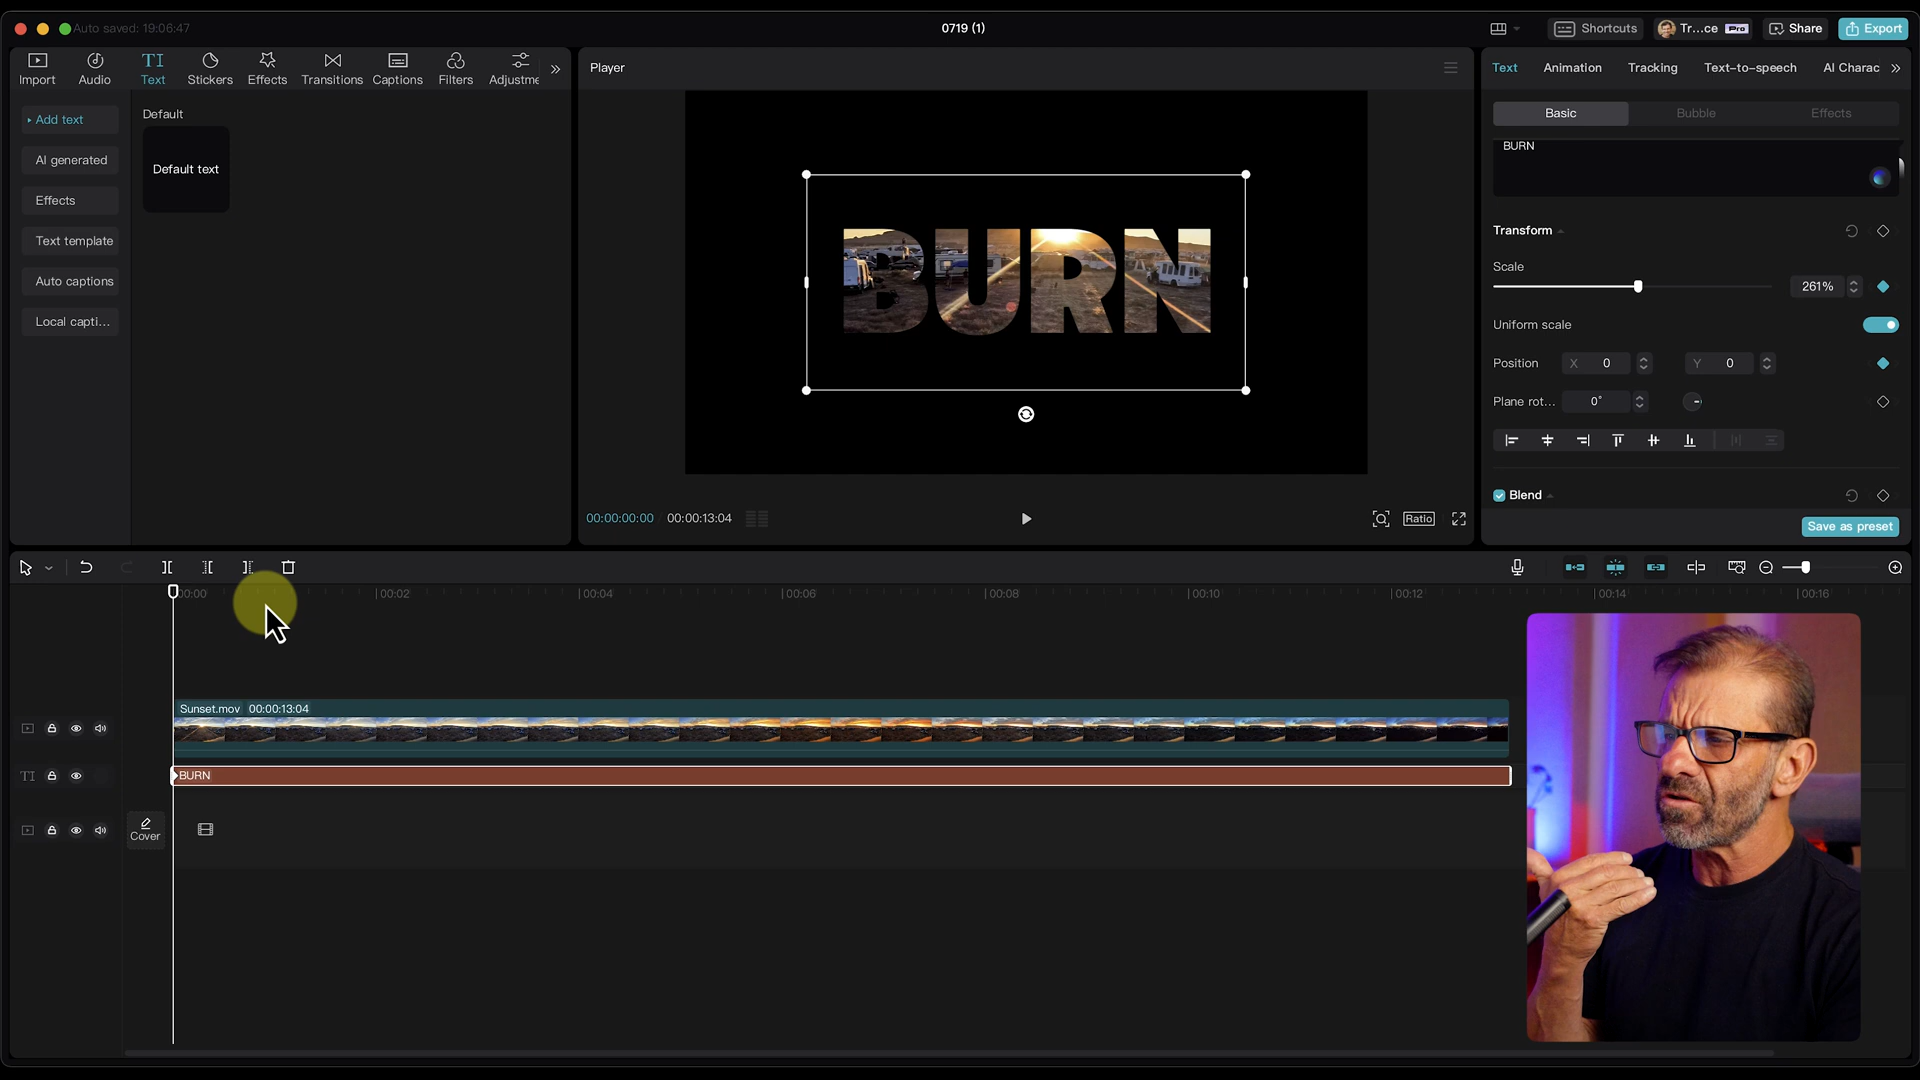 Auto saved: 19:06:47
0719 (1)
Shortcuts
Tr...ce
Pro
Share
Export
Import
Audio
TI
Text
Stickers
Effects
Transitions
Captions
Filters
Adjustme
Add text
AI generated
Effects
Text template
Auto captions
Local capti...
Default
Default text
Player
BURN
00:00:00:00
00:00:13:04
Ratio
Text
Animation
Tracking
Text-to-speech
AI Charac
Basic
Bubble
Effects
BURN
Transform
Scale
261%
Uniform scale
Position
X 0
Y 0
Plane rot...
0°
Blend
Save as preset
00:00
00:02
00:04
00:06
00:08
00:10
00:12
00:14
00:16
Sunset.mov 00:00:13:04
TI
BURN
Cover